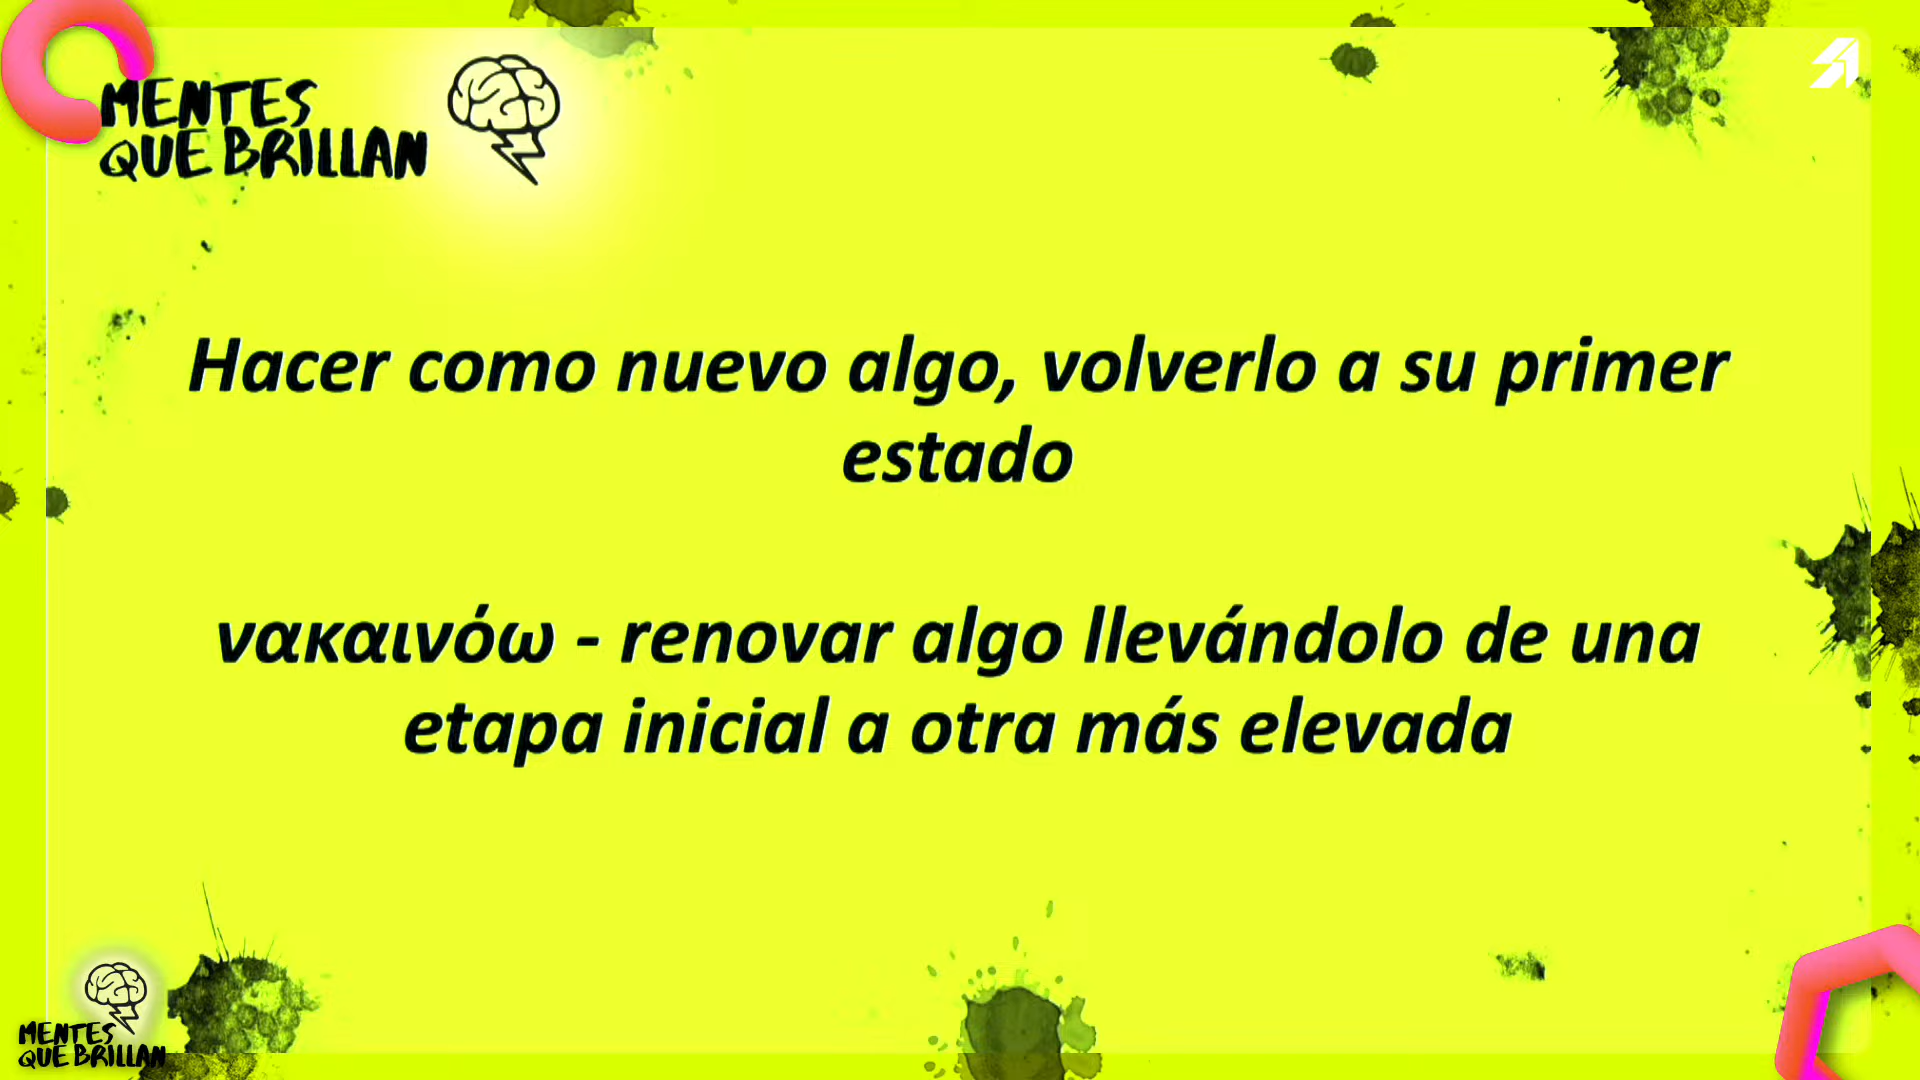 MENTES
QUE BRILLAN
Hacer como nuevo algo, volverlo a su primer
estado
νακαινόω - renovar algo llevándolo de una
etapa inicial a otra más elevada
MENTES
QUE BRILLAN